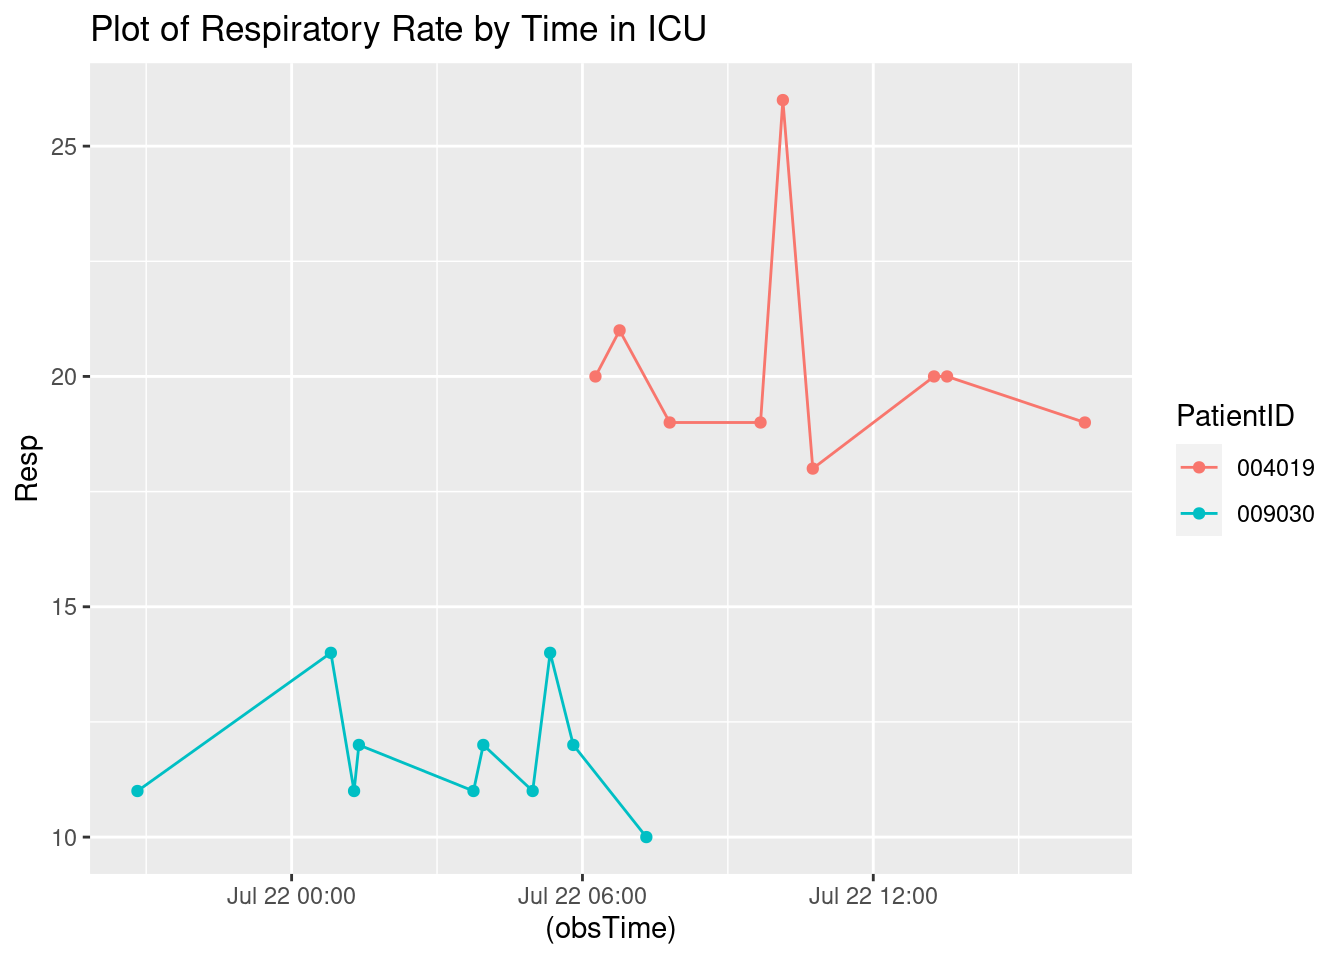 Plot of Respiratory Rate by Time in ICU
25
20
15
10
Resp
Jul 22 00:00
Jul 22 06:00
Jul 22 12:00
(obsTime)
PatientID
004019
009030